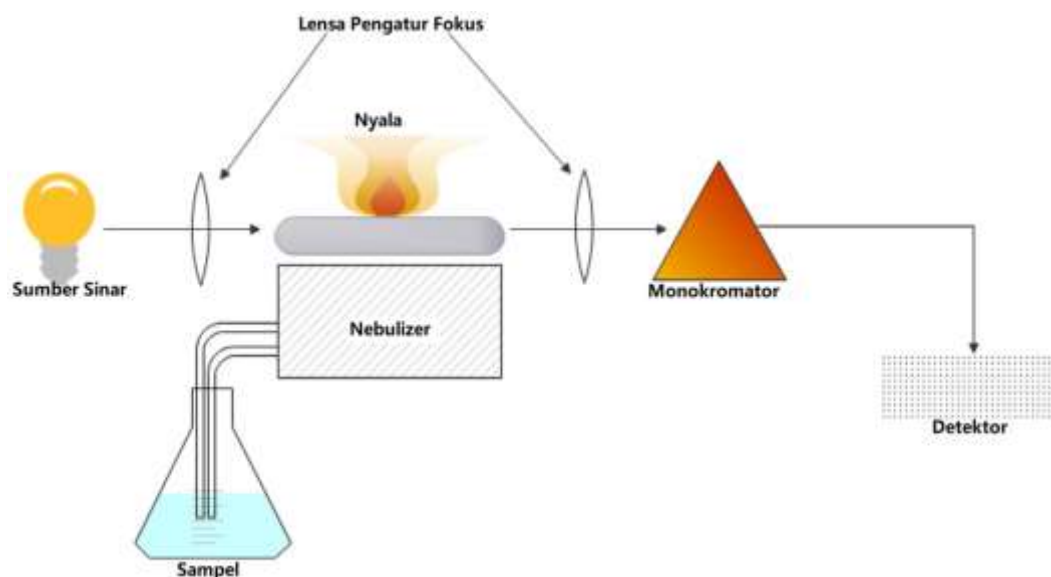 Lensa Pengatur Fokus
Nyala
Sumber Sinar
Monokromator
Nebulizer
Detektor
Sampel